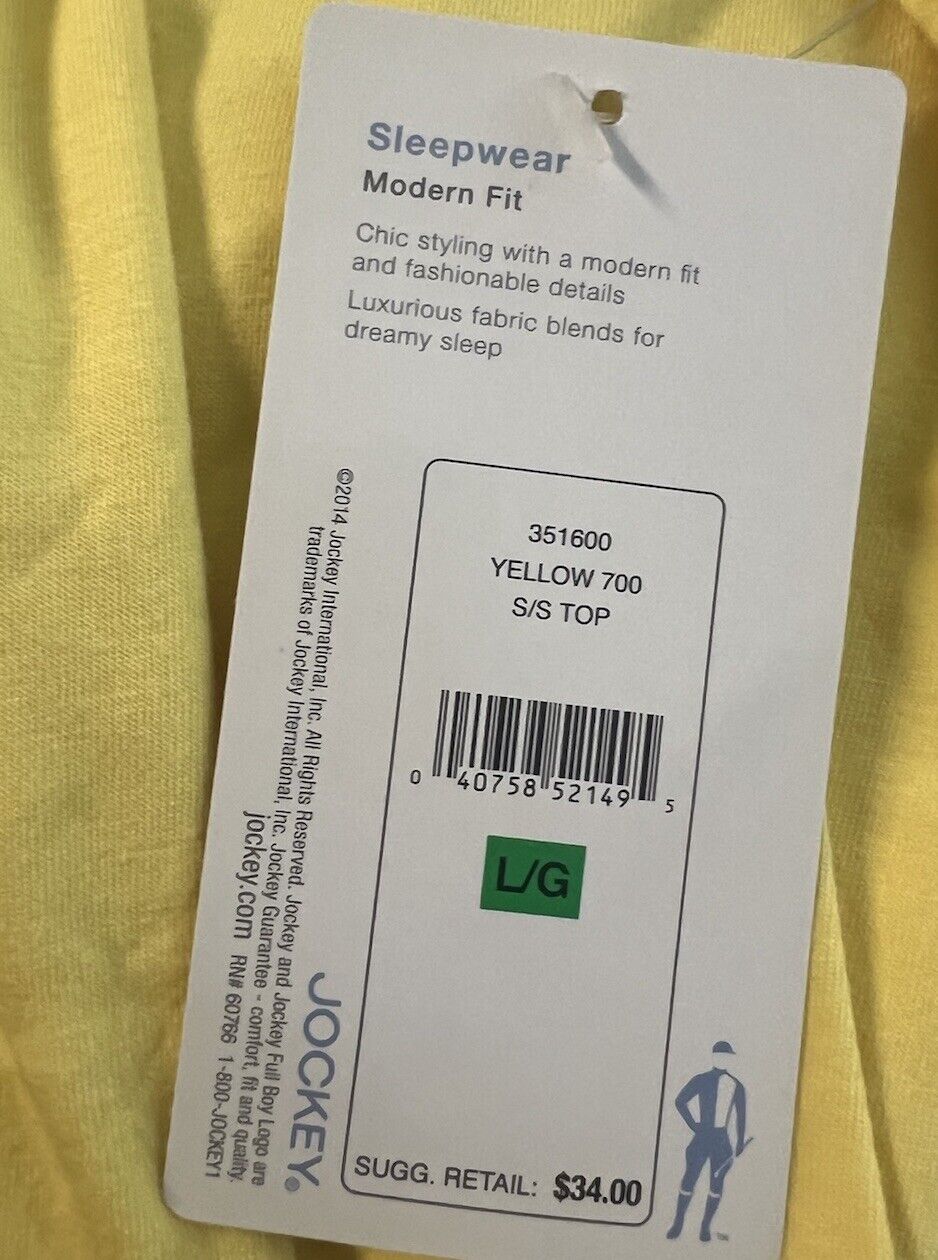 Sleepwear
Modern Fit
Chic styling with a modern fit
and fashionable details
Luxurious fabric blends for
dreamy sleep
351600
YELLOW 700
S/S TOP
0 40758 52149 5
L/G
SUGG. RETAIL: $34.00
©2014 Jockey International, Inc. All Rights Reserved. Jockey and Jockey Full Boy Logo are
trademarks of Jockey International, Inc. Jockey Guarantee - comfort, fit and quality.
jockey.com RN# 60766 1-800-JOCKEY1
JOCKEY®
TM